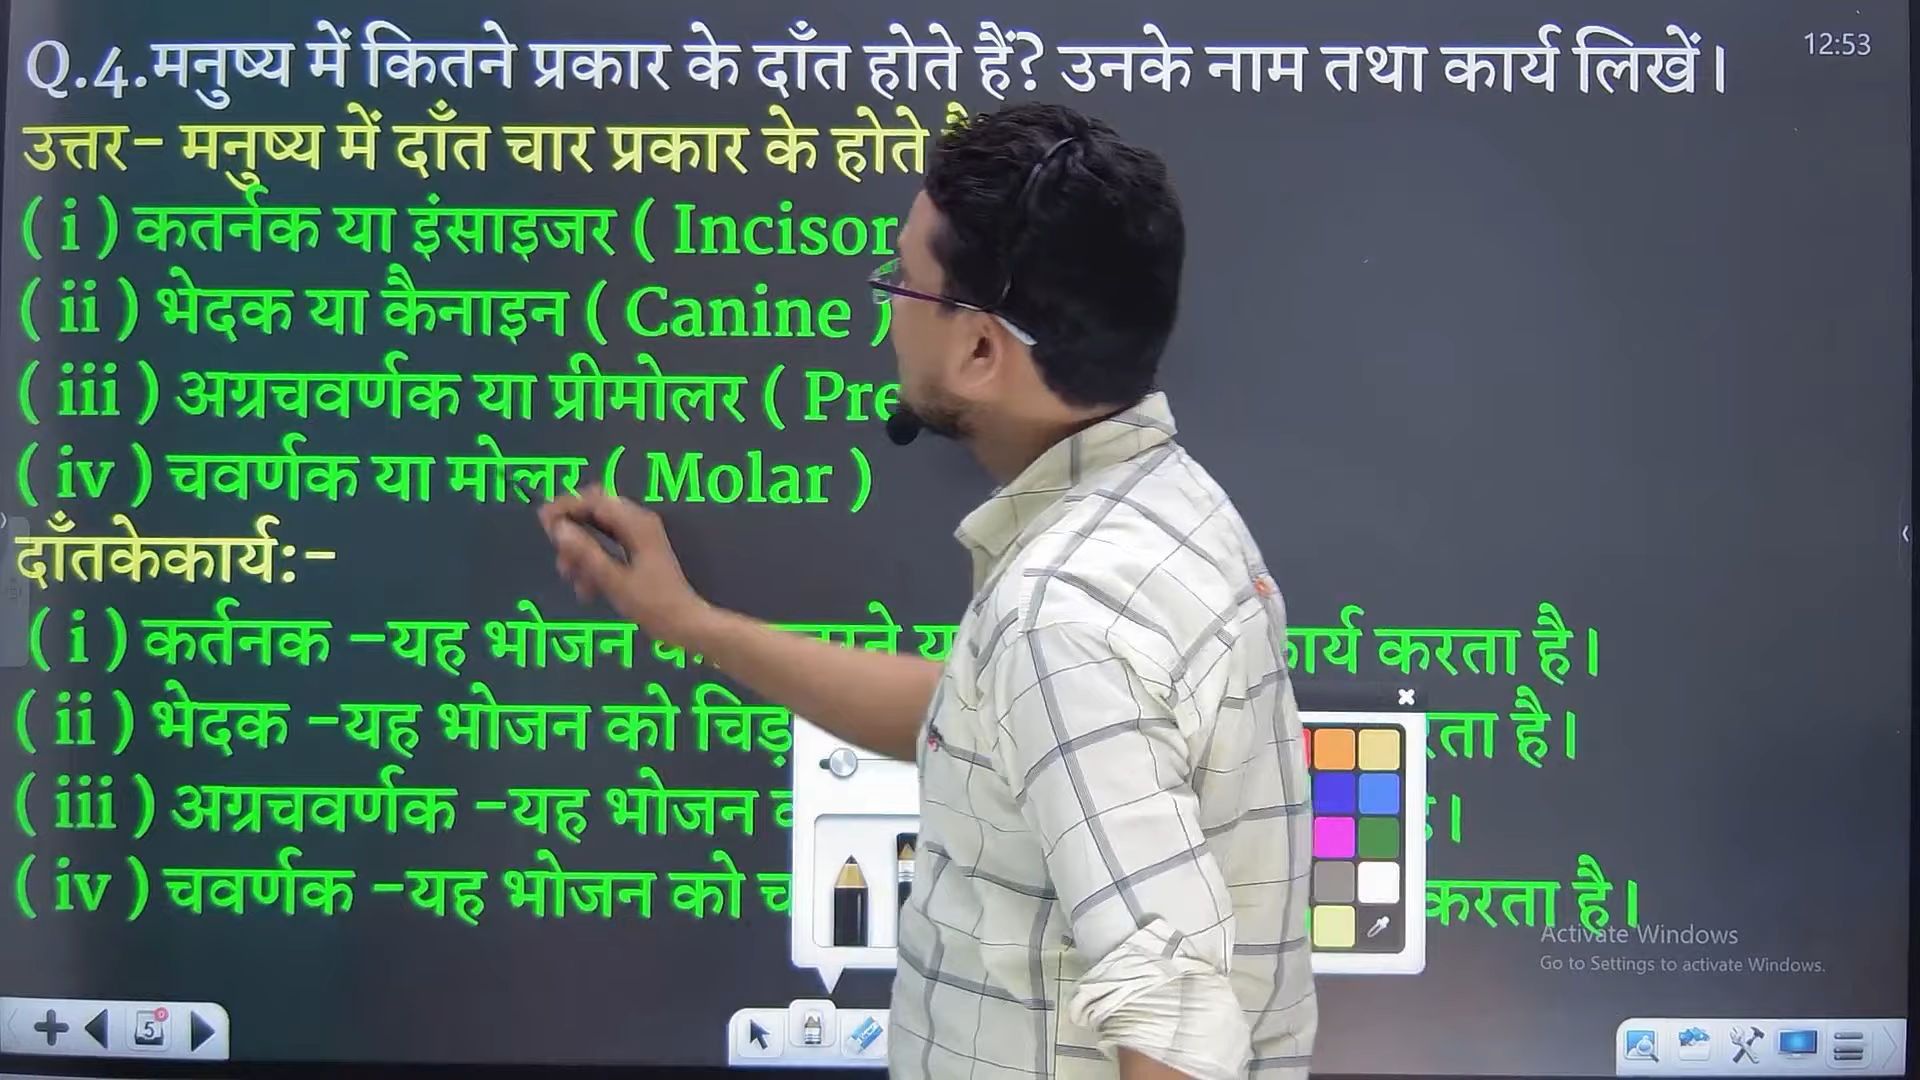 Q.4.मनुष्य में कितने प्रकार के दाँत होते हैं? उनके नाम तथा कार्य लिखें।
12:53
उत्तर- मनुष्य में दाँत चार प्रकार के होते
( i ) कतर्नक या इंसाइजर ( Incisor
( ii ) भेदक या कैनाइन ( Canine )
( iii ) अग्रचवर्णक या प्रीमोलर ( Pre
( iv ) चवर्णक या मोलर ( Molar )
दाँतकेकार्य:-
( i ) कर्तनक -यह भोजन कार्य करता है।
( ii ) भेदक -यह भोजन को है।
( iii ) अग्रचवर्णक -यह भोजन
( iv ) चवर्णक -यह भोजन को करता है।
Activate Windows
Go to Settings to activate Windows.
5